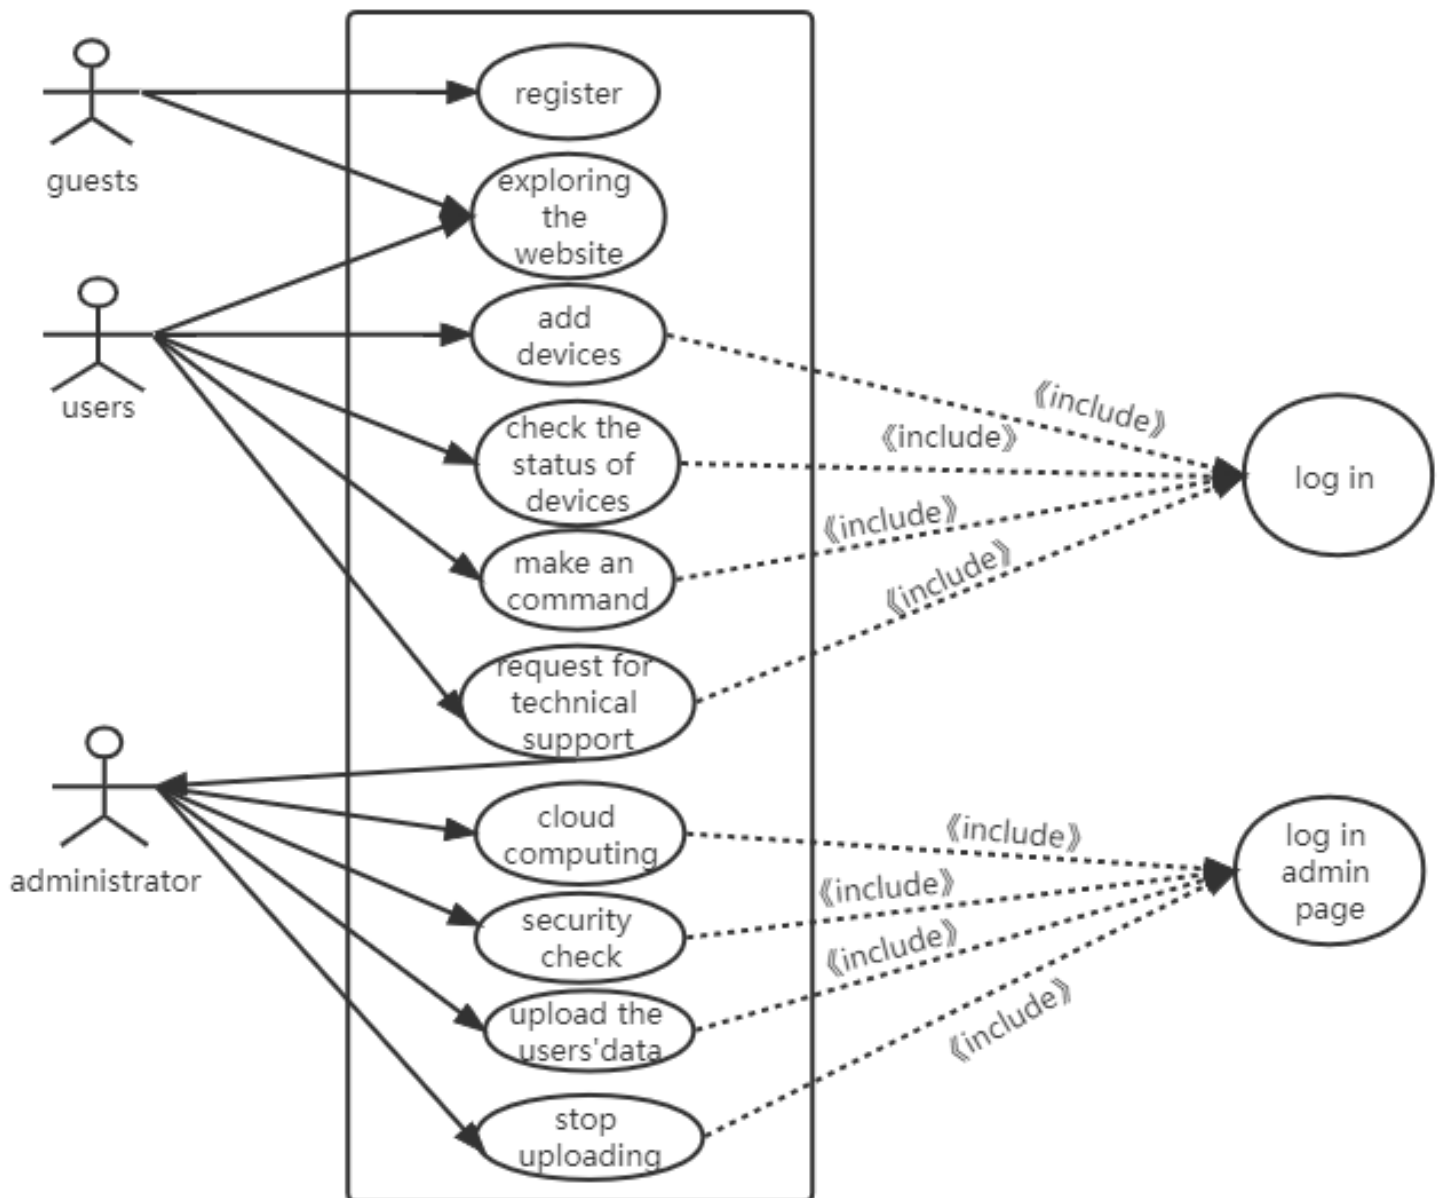 register
guests
exploring
the
website
add
devices
users
check the
status of
devices
make an
command
request for
technical
support
《include》
《include》
《include》
《include》
log in
administrator
cloud
computing
security
check
upload the
users'data
stop
uploading
《include》
《include》
《include》
《include》
log in
admin
page